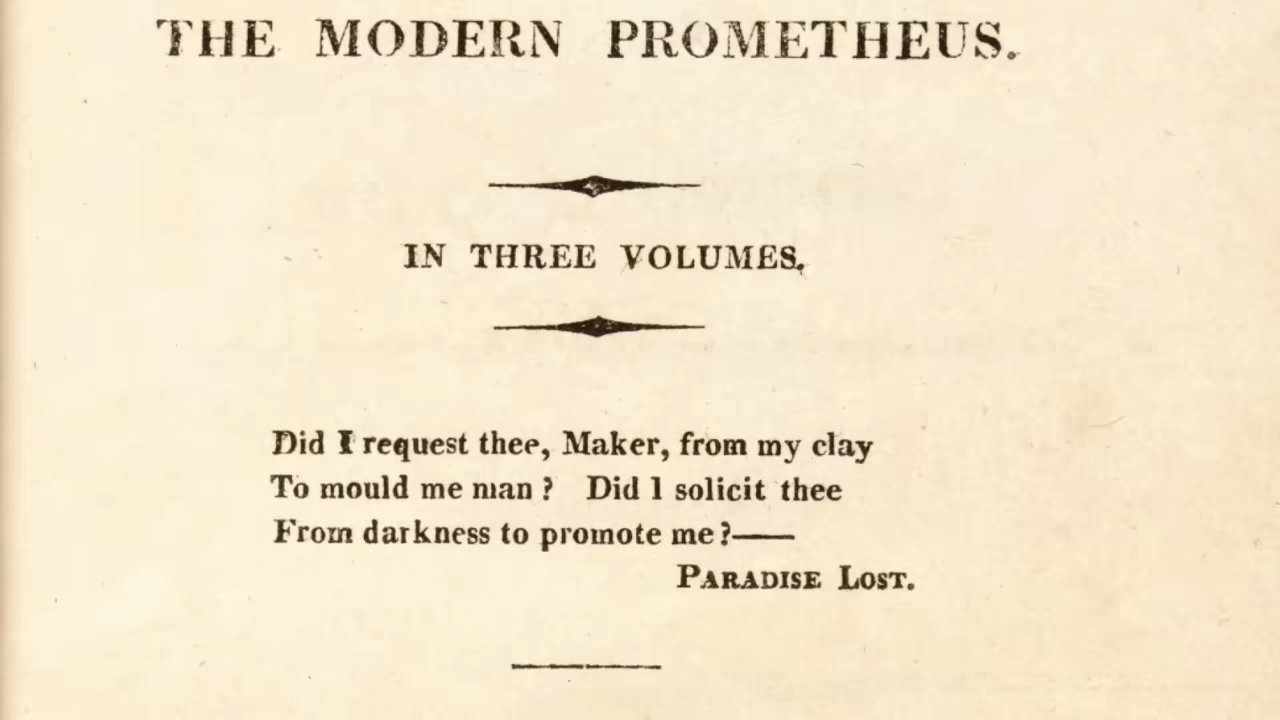 THE MODERN PROMETHEUS.
IN THREE VOLUMES.
Did I request thee, Maker, from my clay
To mould me man ? Did I solicit thee
From darkness to promote me?——
PARADISE LOST.